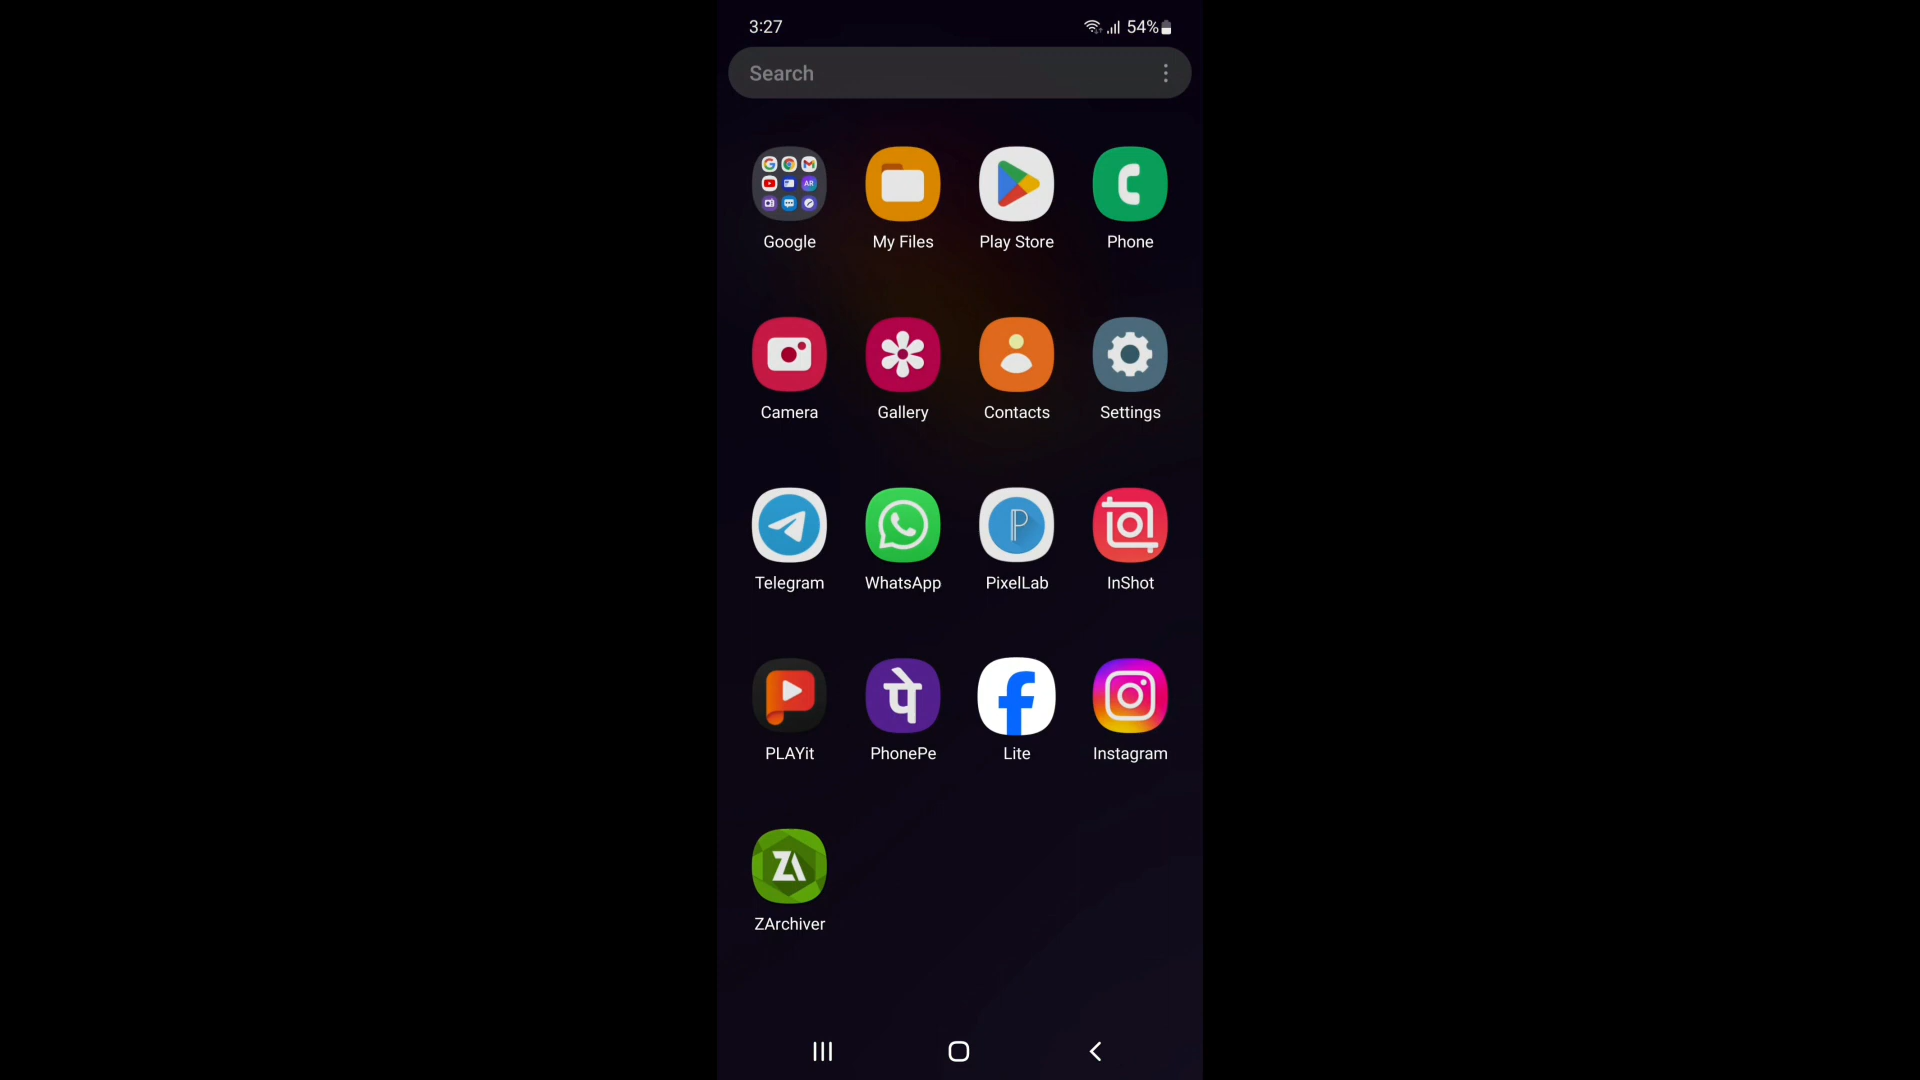 3:27
54%
Search
Google
My Files
Play Store
Phone
Camera
Gallery
Contacts
Settings
Telegram
WhatsApp
PixelLab
InShot
PLAYit
पे
PhonePe
Lite
Instagram
ZA
ZArchiver